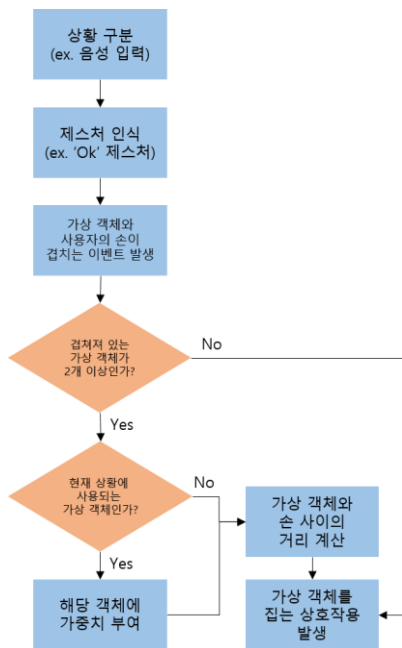 상황 구분
(ex. 음성 입력)
제스처 인식
(ex. 'Ok' 제스처)
가상 객체와
사용자의 손이
겹치는 이벤트 발생
겹쳐져 있는
가상 객체가
2개 이상인가?
No
Yes
현재 상황에
사용되는
가상 객체인가?
No
Yes
해당 객체에
가중치 부여
가상 객체와
손 사이의
거리 계산
가상 객체를
집는 상호작용
발생